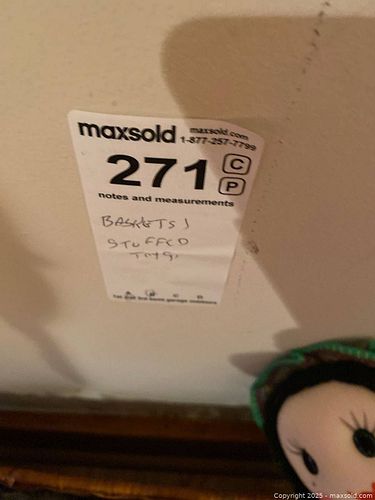 maxsold maxsold.com
1-877-257-7799
271 C
P
notes and measurements
BASKETS /
STUFFED
TOYS
Copyright 2025 - maxsold.com